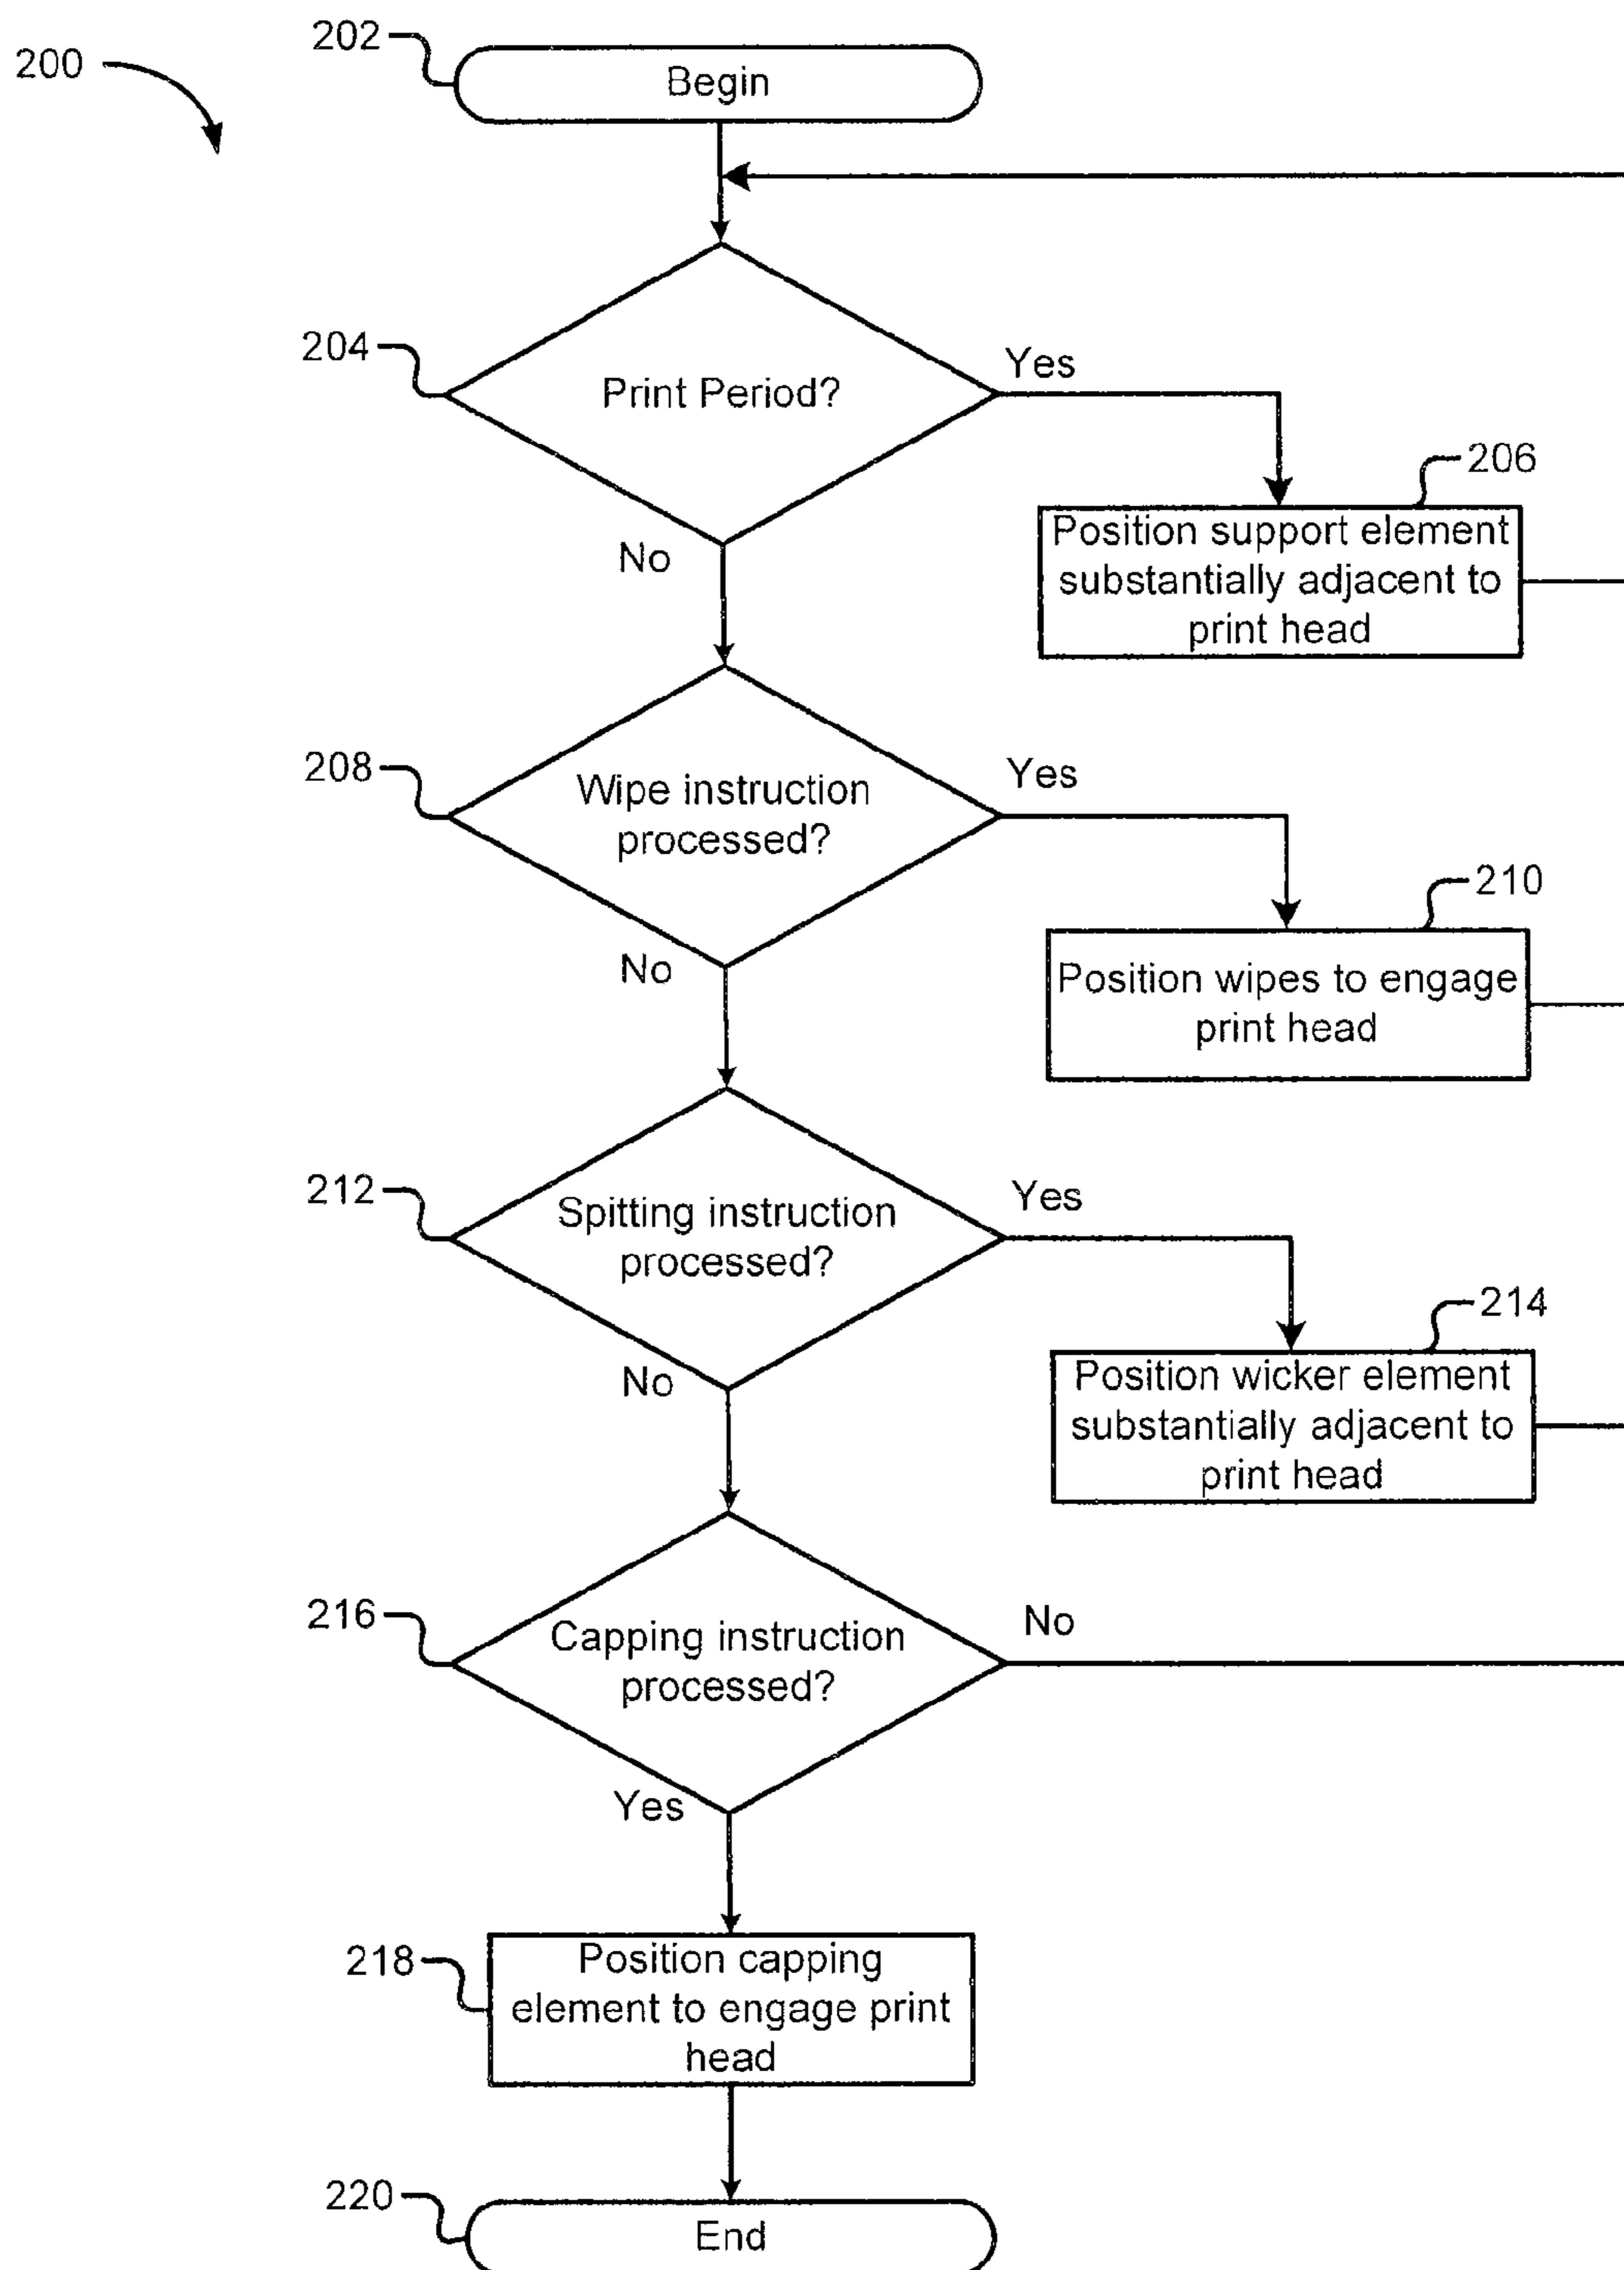 200
202
Begin
204
Print Period?
Yes
No
206
Position support element
substantially adjacent to
print head
208
Wipe instruction
processed?
Yes
No
210
Position wipes to engage
print head
212
Spitting instruction
processed?
Yes
No
214
Position wicker element
substantially adjacent to
print head
216
Capping instruction
processed?
No
Yes
218
Position capping
element to engage print
head
220
End